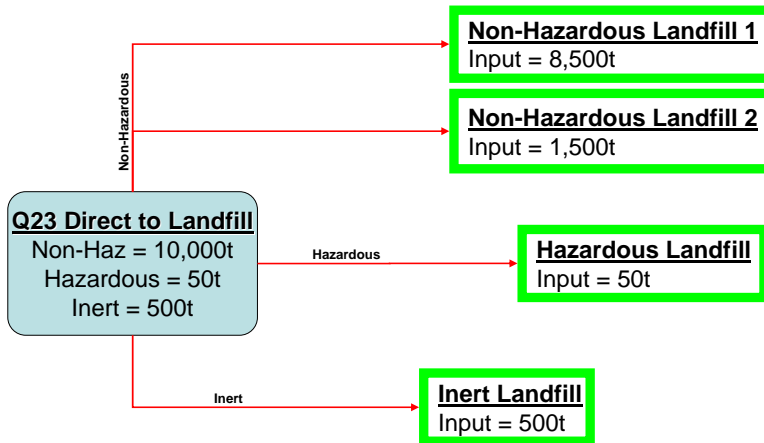 Non-Hazardous Landfill 1
Input = 8,500t
Non-Hazardous Landfill 2
Input = 1,500t
Non-Hazardous
Q23 Direct to Landfill
Non-Haz = 10,000t
Hazardous = 50t
Inert = 500t
Hazardous
Hazardous Landfill
Input = 50t
Inert
Inert Landfill
Input = 500t